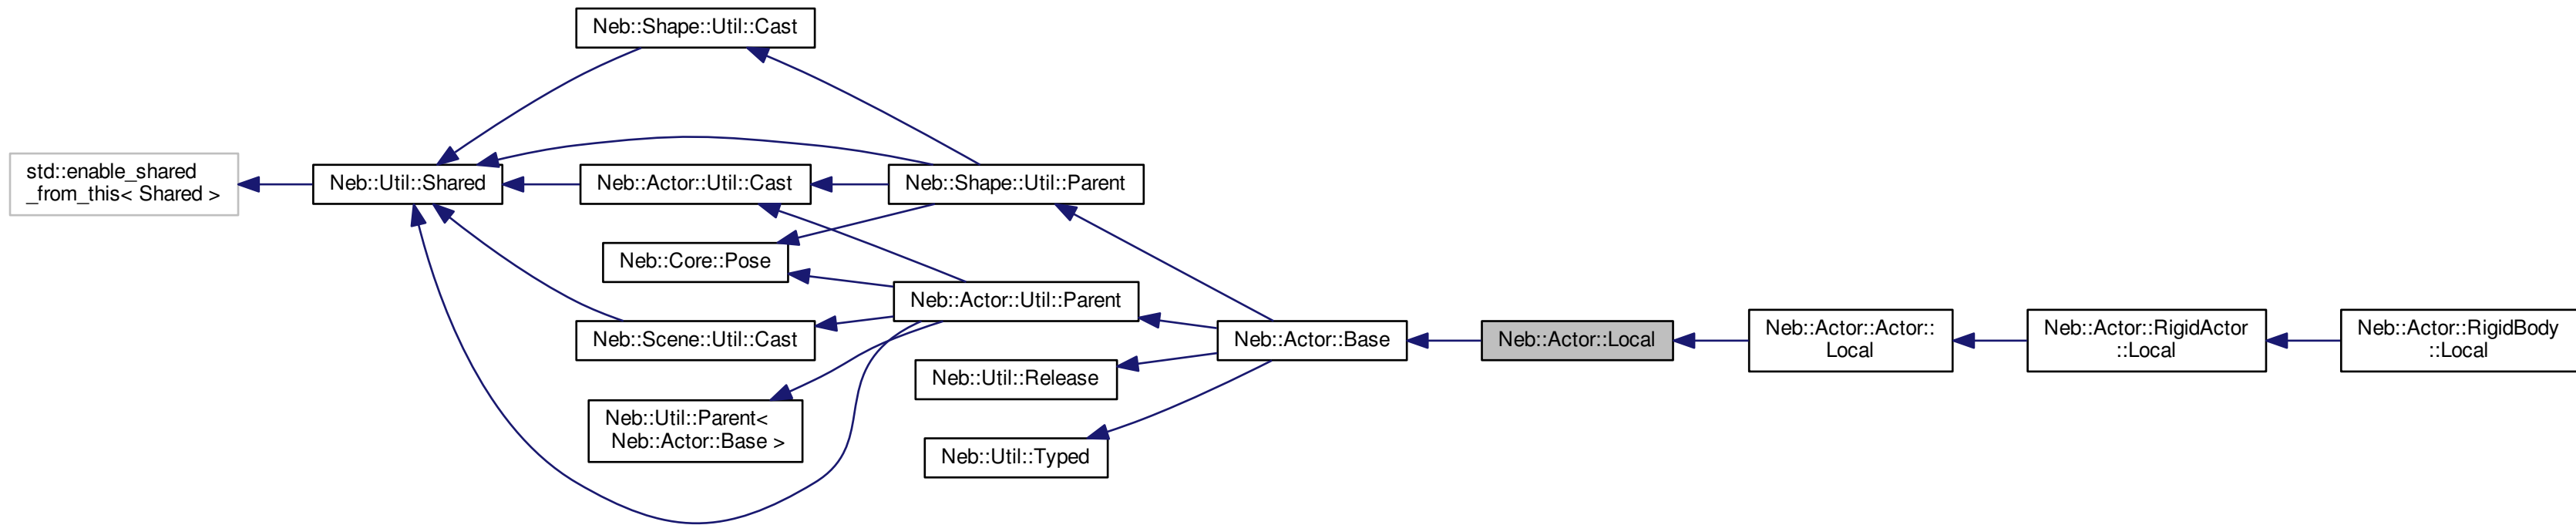 Neb::Shape::Util::Cast
std::enable_shared
_from_this< Shared >
Neb::Util::Shared
Neb::Actor::Util::Cast
Neb::Shape::Util::Parent
Neb::Core::Pose
Neb::Actor::Util::Parent
Neb::Scene::Util::Cast
Neb::Actor::Base
Neb::Actor::Local
Neb::Actor::Actor::
Local
Neb::Actor::RigidActor
::Local
Neb::Actor::RigidBody
::Local
Neb::Util::Release
Neb::Util::Parent<
Neb::Actor::Base >
Neb::Util::Typed